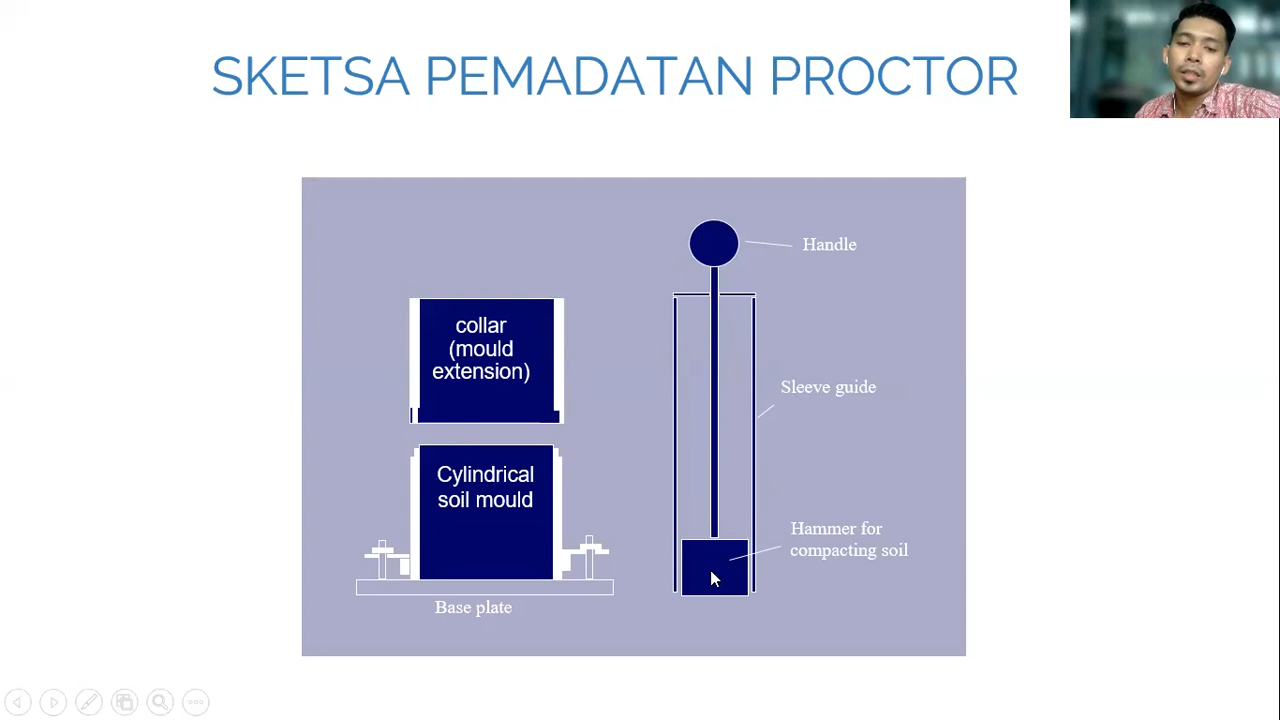 SKETSA PEMADATAN PROCTOR
Handle
collar
(mould
extension)
Sleeve guide
Cylindrical
soil mould
Hammer for
compacting soil
Base plate